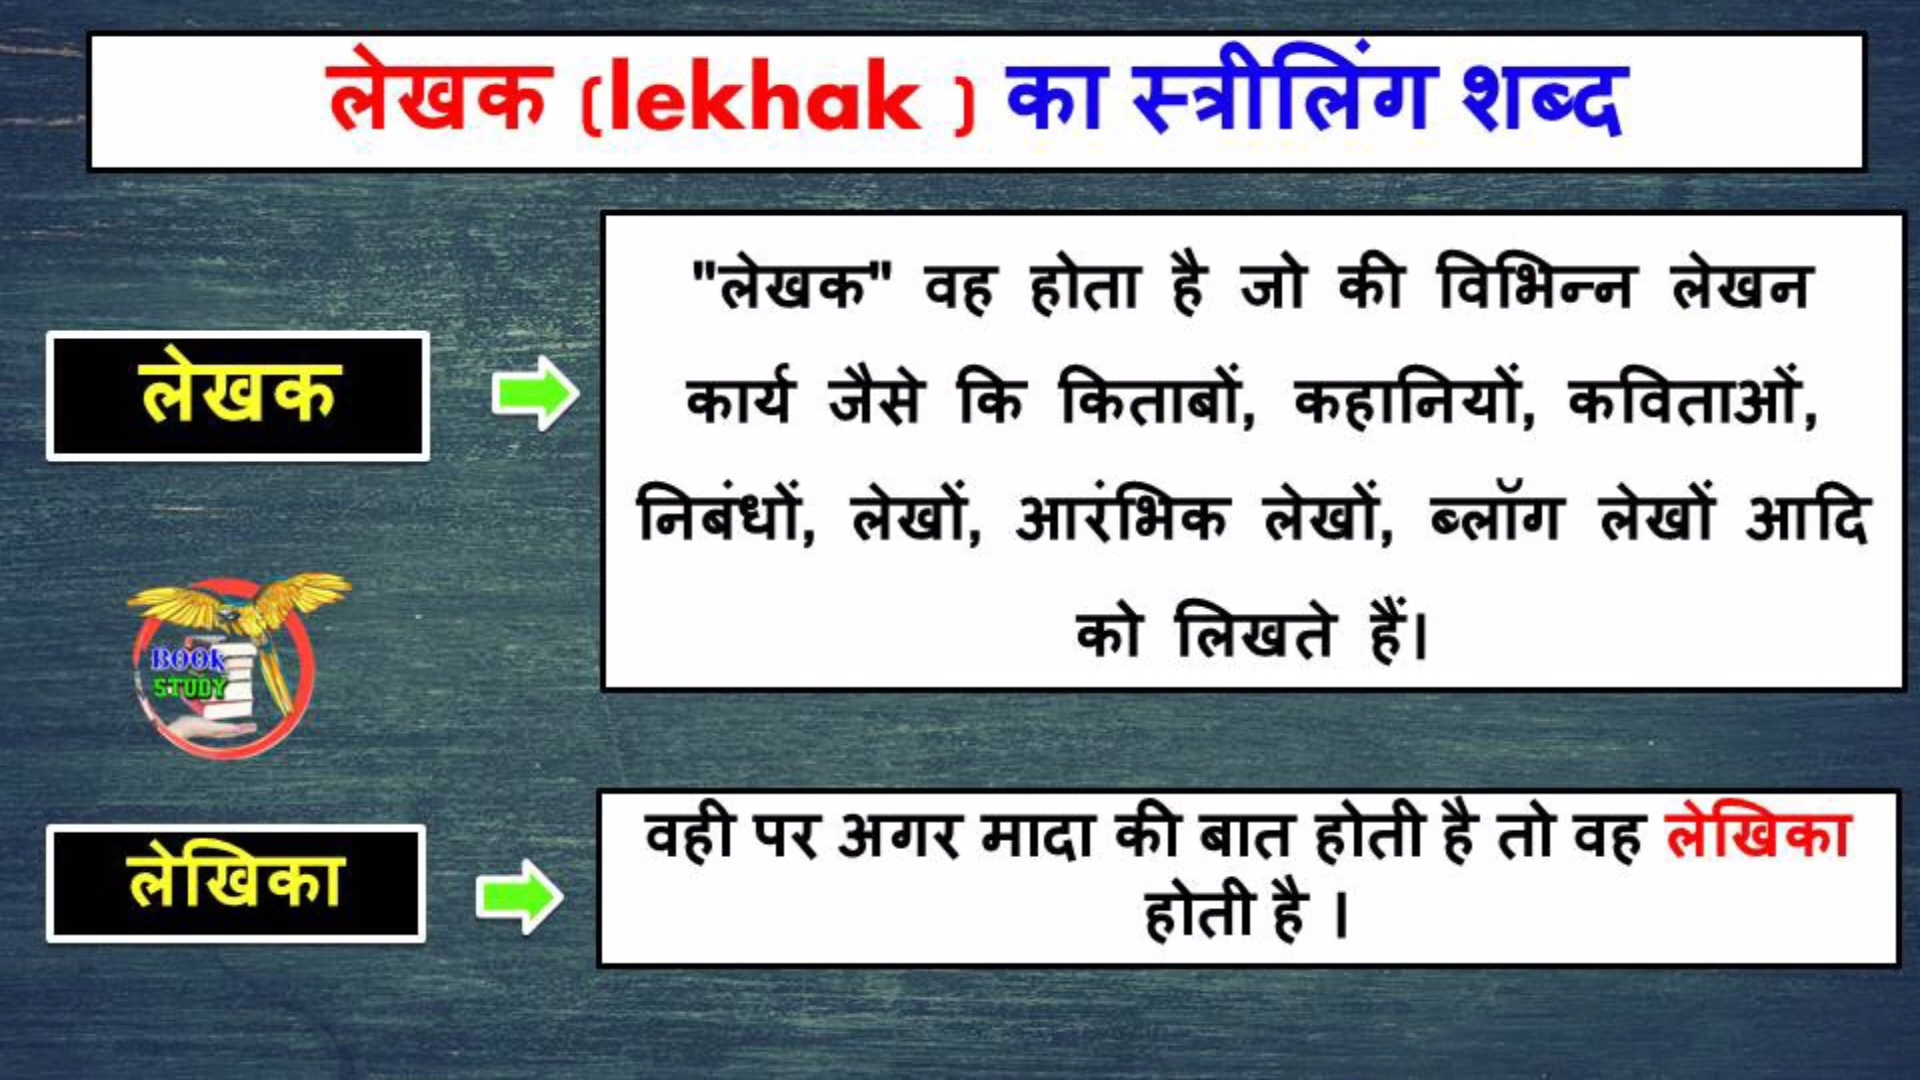 लेखक (lekhak ) का स्त्रीलिंग शब्द
"लेखक" वह होता है जो की विभिन्न लेखन
कार्य जैसे कि किताबों, कहानियों, कविताओं,
निबंधों, लेखों, आरंभिक लेखों, ब्लॉग लेखों आदि
को लिखते हैं।
लेखक
BOOK
STUDY
लेखिका
वही पर अगर मादा की बात होती है तो वह लेखिका
होती है ।